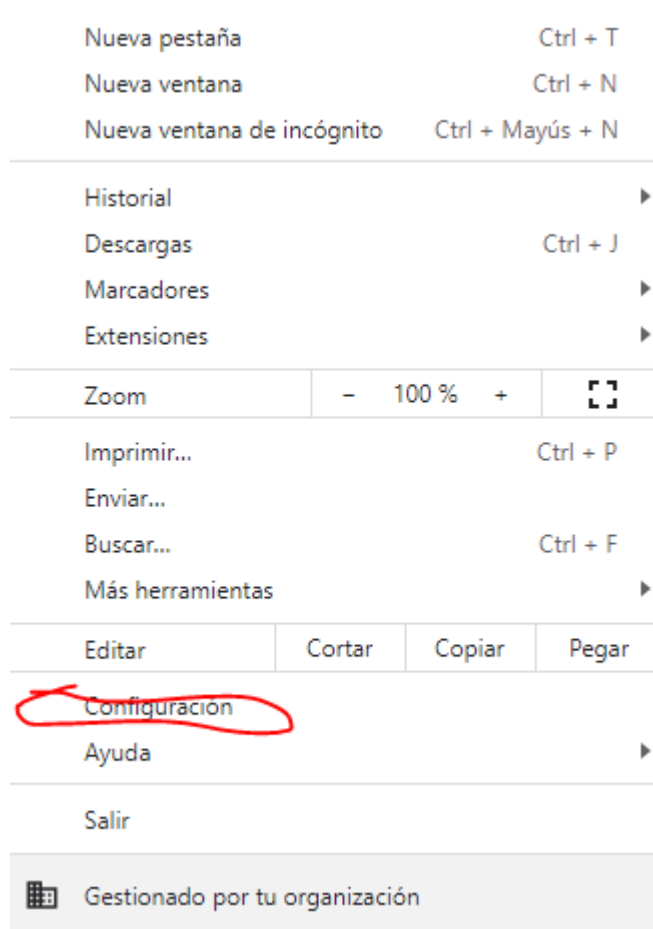 Nueva pestaña Ctrl + T
Nueva ventana Ctrl + N
Nueva ventana de incógnito Ctrl + Mayús + N
Historial
Descargas Ctrl + J
Marcadores
Extensiones
Zoom - 100 % +
Imprimir... Ctrl + P
Enviar...
Buscar... Ctrl + F
Más herramientas
Editar Cortar Copiar Pegar
Configuración
Ayuda
Salir
Gestionado por tu organización